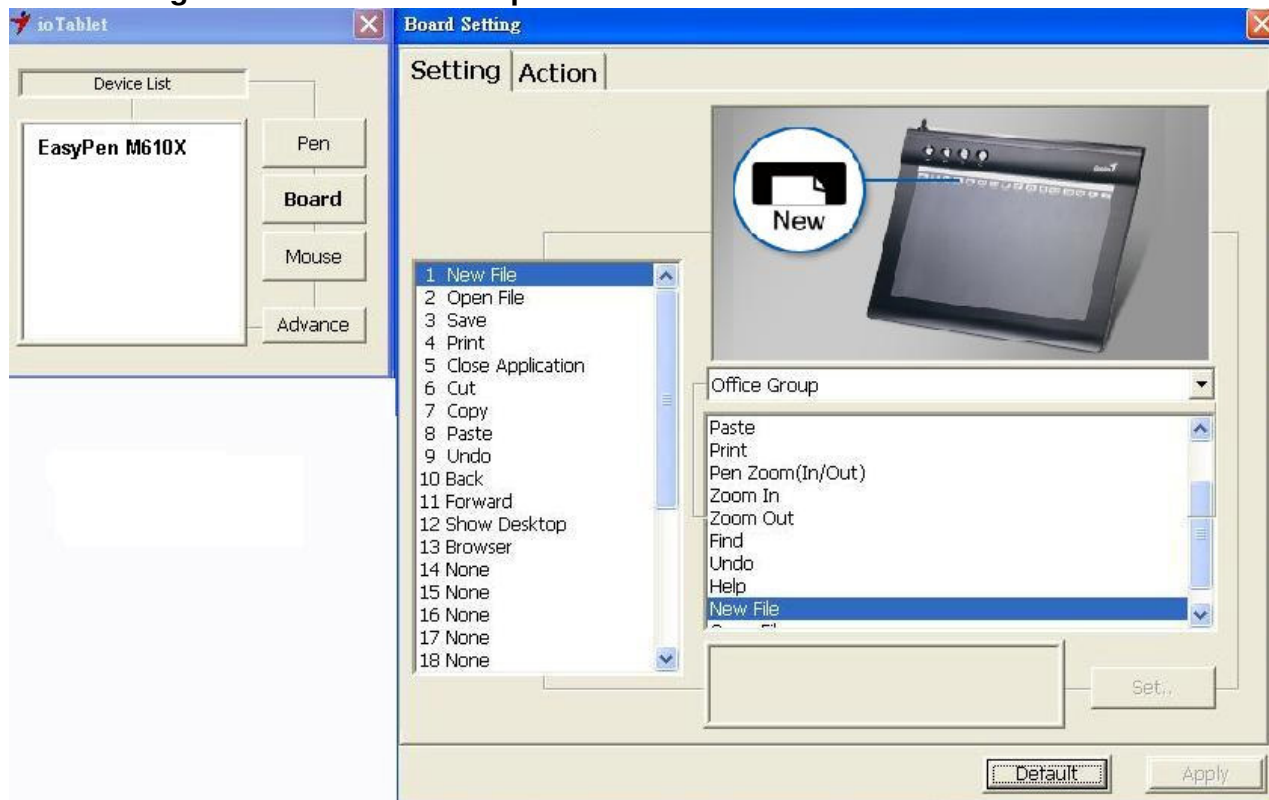 ioTablet
Device List
EasyPen M610X
Pen
Board
Mouse
Advance
Board Setting
Setting
Action
New
1 New File
2 Open File
3 Save
4 Print
5 Close Application
6 Cut
7 Copy
8 Paste
9 Undo
10 Back
11 Forward
12 Show Desktop
13 Browser
14 None
15 None
16 None
17 None
18 None
Office Group
Paste
Print
Pen Zoom(In/Out)
Zoom In
Zoom Out
Find
Undo
Help
New File
Set..
Default
Apply